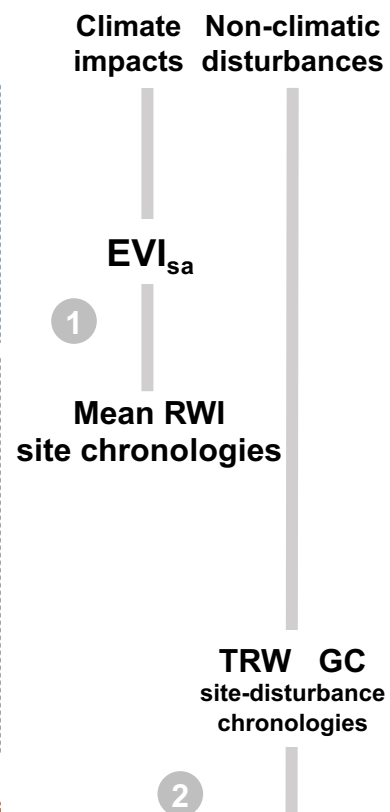 Climate impacts
Non-climatic disturbances
EVIsa
1
Mean RWI
site chronologies
TRW GC
site-disturbance
chronologies
2